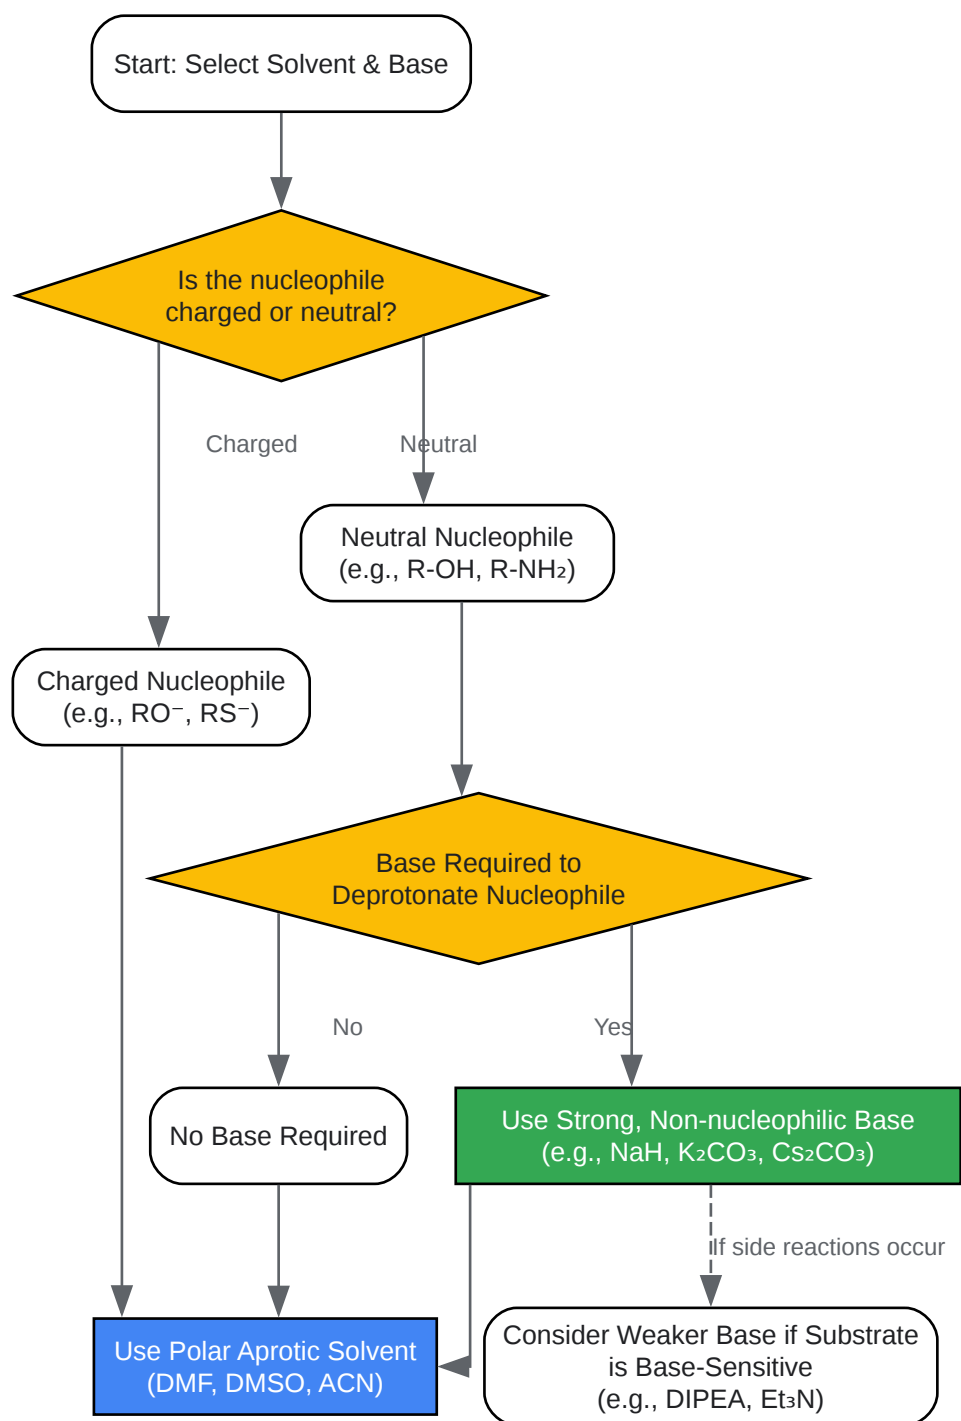 Start: Select Solvent & Base
Is the nucleophile
charged or neutral?
Charged
Neutral
Neutral Nucleophile
(e.g., R-OH, R-NH₂)
Charged Nucleophile
(e.g., RO⁻, RS⁻)
Base Required to
Deprotonate Nucleophile
No
Yes
No Base Required
Use Strong, Non-nucleophilic Base
(e.g., NaH, K₂CO₃, Cs₂CO₃)
If side reactions occur
Use Polar Aprotic Solvent
(DMF, DMSO, ACN)
Consider Weaker Base if Substrate
is Base-Sensitive
(e.g., DIPEA, Et₃N)